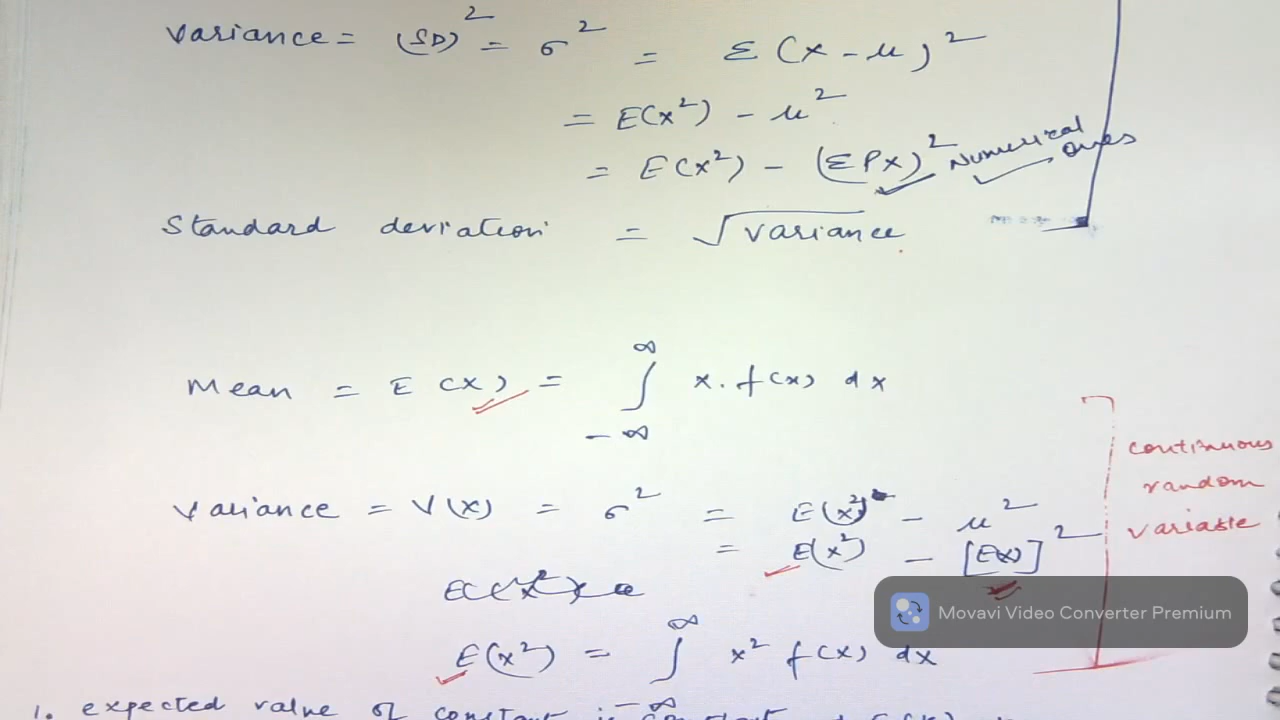 variance = (SD)² = σ² = Σ(x - μ)²
= E(x²) - μ²
= E(x²) - (ΣPx)² Numerical ones
Standard deviation = √variance
Mean = E(x) = ∫ x. f(x) dx
∞
- ∞
Variance = V(x) = σ² = E(x²) - μ²
= E(x²) - [E(x)]²
continuous
random
variable
Movavi Video Converter Premium
E(x²) = ∫ x² f(x) dx
∞
-∞
1. expected value of constant is constant